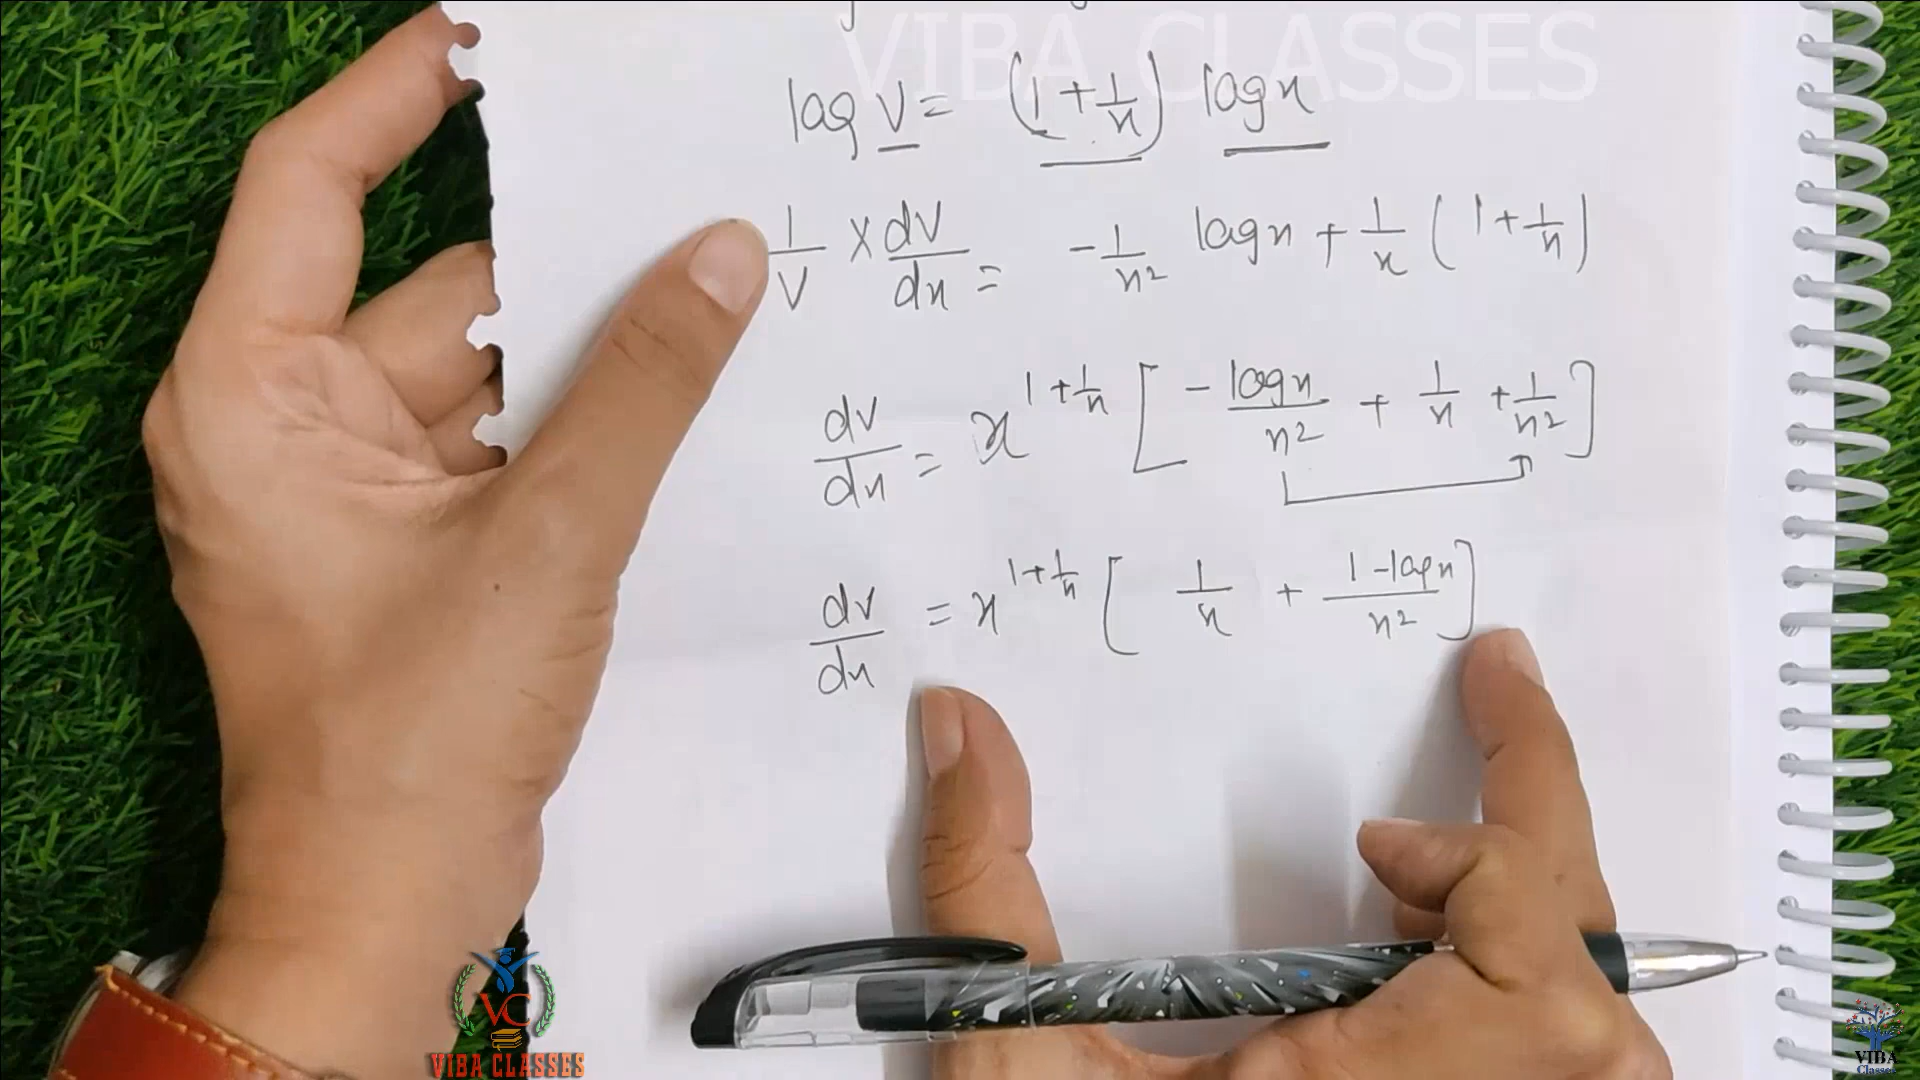 VIBA CLASSES
log V = (1 + 1/x) log x
1/V × dV/dx = -1/x² log x + 1/x (1 + 1/x)
dv/dx = x^(1 + 1/x) [ - log x/x² + 1/x + 1/x² ]
dv/dx = x^(1 + 1/x) [ 1/x + 1 - log x/x² ]
VC
VIBA CLASSES
VIBA
Classes